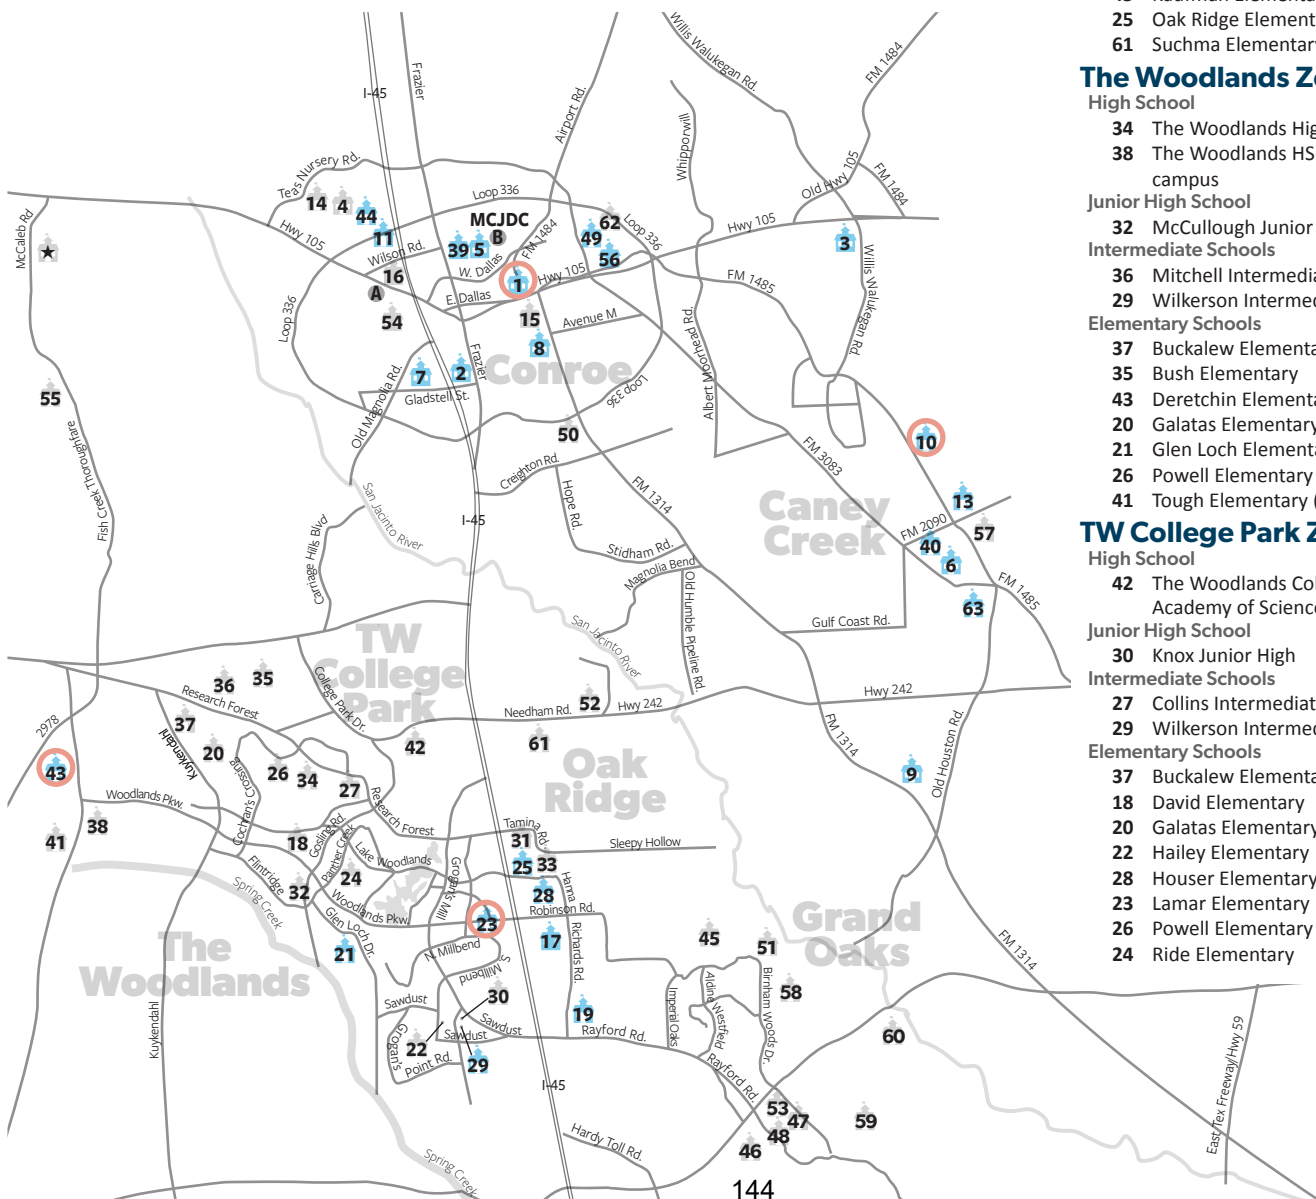 25 Oak Ridge Element
61 Suchma Elementary
The Woodlands Zo
High School
34 The Woodlands Hig
38 The Woodlands HS
campus
Junior High School
32 McCullough Junior
Intermediate Schools
36 Mitchell Intermedia
29 Wilkerson Intermed
Elementary Schools
37 Buckalew Elementa
35 Bush Elementary
43 Deretchin Elementa
20 Galatas Elementary
21 Glen Loch Elementa
26 Powell Elementary
41 Tough Elementary (
TW College Park Z
High School
42 The Woodlands Col
Academy of Science
Junior High School
30 Knox Junior High
Intermediate Schools
27 Collins Intermediat
29 Wilkerson Intermed
Elementary Schools
37 Buckalew Elementa
18 David Elementary
20 Galatas Elementary
22 Hailey Elementary
28 Houser Elementary
23 Lamar Elementary
26 Powell Elementary
24 Ride Elementary
Willis Walukegan Rd.
FM 1484
Frazier
I-45
Airport Rd.
Whipporwill
Teas Nursery Rd.
Loop 336
Old Hwy 105
FM 1484
14
4
44
11
MCJDC
B
39
5
FM 1484
62
49
56
Loop 336
Hwy 105
3
McCaleb Rd
★
Hwy 105
Wilson Rd.
16
A
W. Dallas
1
Hwy 105
FM 1485
Willis Walukegan Rd.
E. Dallas
54
15
Avenue M
8
Loop 336
Albert Moorhead Rd.
Conroe
Frazier
7
2
Gladstell St.
Old Magnolia Rd.
Loop 336
55
50
10
Fish Creek Thoroughfare
Creighton Rd.
FM 3083
Hope Rd.
FM 1314
San Jacinto River
I-45
Caney
Creek
13
57
FM 2090
40
6
63
FM 1485
Carriage Hills Blvd
Stidham Rd.
Magnolia Bend
Old Humble Pipeline Rd.
San Jacinto River
Gulf Coast Rd.
TW
College
Park
36
35
Research Forest
College Park Dr.
52
Needham Rd.
Hwy 242
Hwy 242
2978
37
Kuykendahl
20
42
61
FM 1314
Old Houston Rd.
43
26
34
27
Cochran's Crossing
Oak
Ridge
9
Woodlands Pkw.
Research Forest
41
38
18
Gosling Rd.
Panther Creek
Lake Woodlands
Tamina Rd.
31
Sleepy Hollow
25
33
Grogan's Mill
Flintridge
24
32
28
Hanna
Spring Creek
Woodlands Pkw.
23
Robinson Rd.
Glen Loch Dr.
21
17
Richards Rd.
Grand
Oaks
45
51
The
Woodlands
N. Millbend
S. Millbend
FM 1314
58
30
Sawdust
Aldine Westfield
Birnham Woods Dr.
Imperial Oaks
Sawdust
19
Rayford Rd.
60
Kuykendahl
Grogan's
22
Sawdust
Point Rd.
29
I-45
Rayford Rd.
East Tex Freeway/Hwy 59
53
47
59
48
46
Hardy Toll Rd.
Spring Creek
144